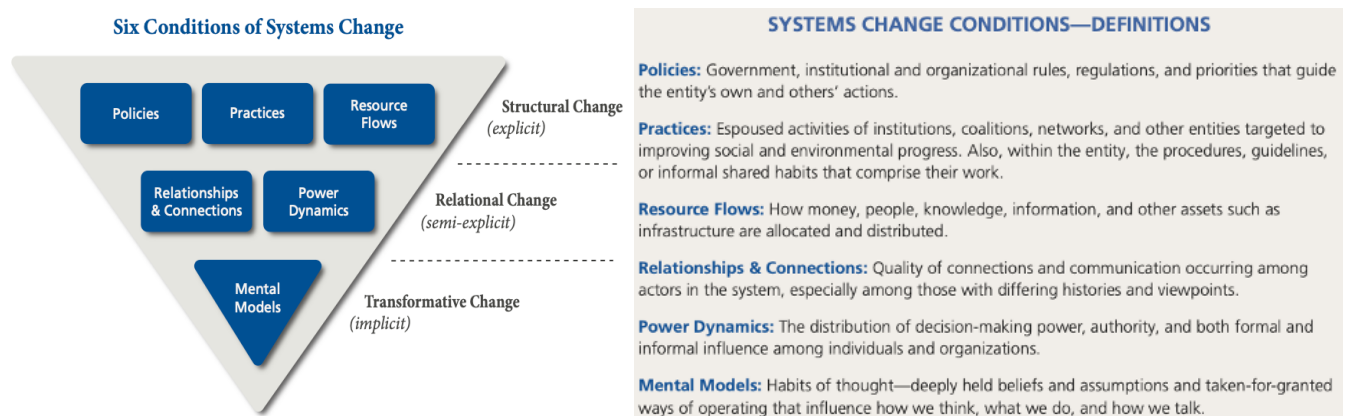 Six Conditions of Systems Change
Policies
Practices
Resource
Flows
Structural Change
(explicit)
Relationships
& Connections
Power
Dynamics
Relational Change
(semi-explicit)
Mental
Models
Transformative Change
(implicit)
SYSTEMS CHANGE CONDITIONS—DEFINITIONS
Policies: Government, institutional and organizational rules, regulations, and priorities that guide
the entity's own and others' actions.
Practices: Espoused activities of institutions, coalitions, networks, and other entities targeted to
improving social and environmental progress. Also, within the entity, the procedures, guidelines,
or informal shared habits that comprise their work.
Resource Flows: How money, people, knowledge, information, and other assets such as
infrastructure are allocated and distributed.
Relationships & Connections: Quality of connections and communication occurring among
actors in the system, especially among those with differing histories and viewpoints.
Power Dynamics: The distribution of decision-making power, authority, and both formal and
informal influence among individuals and organizations.
Mental Models: Habits of thought—deeply held beliefs and assumptions and taken-for-granted
ways of operating that influence how we think, what we do, and how we talk.